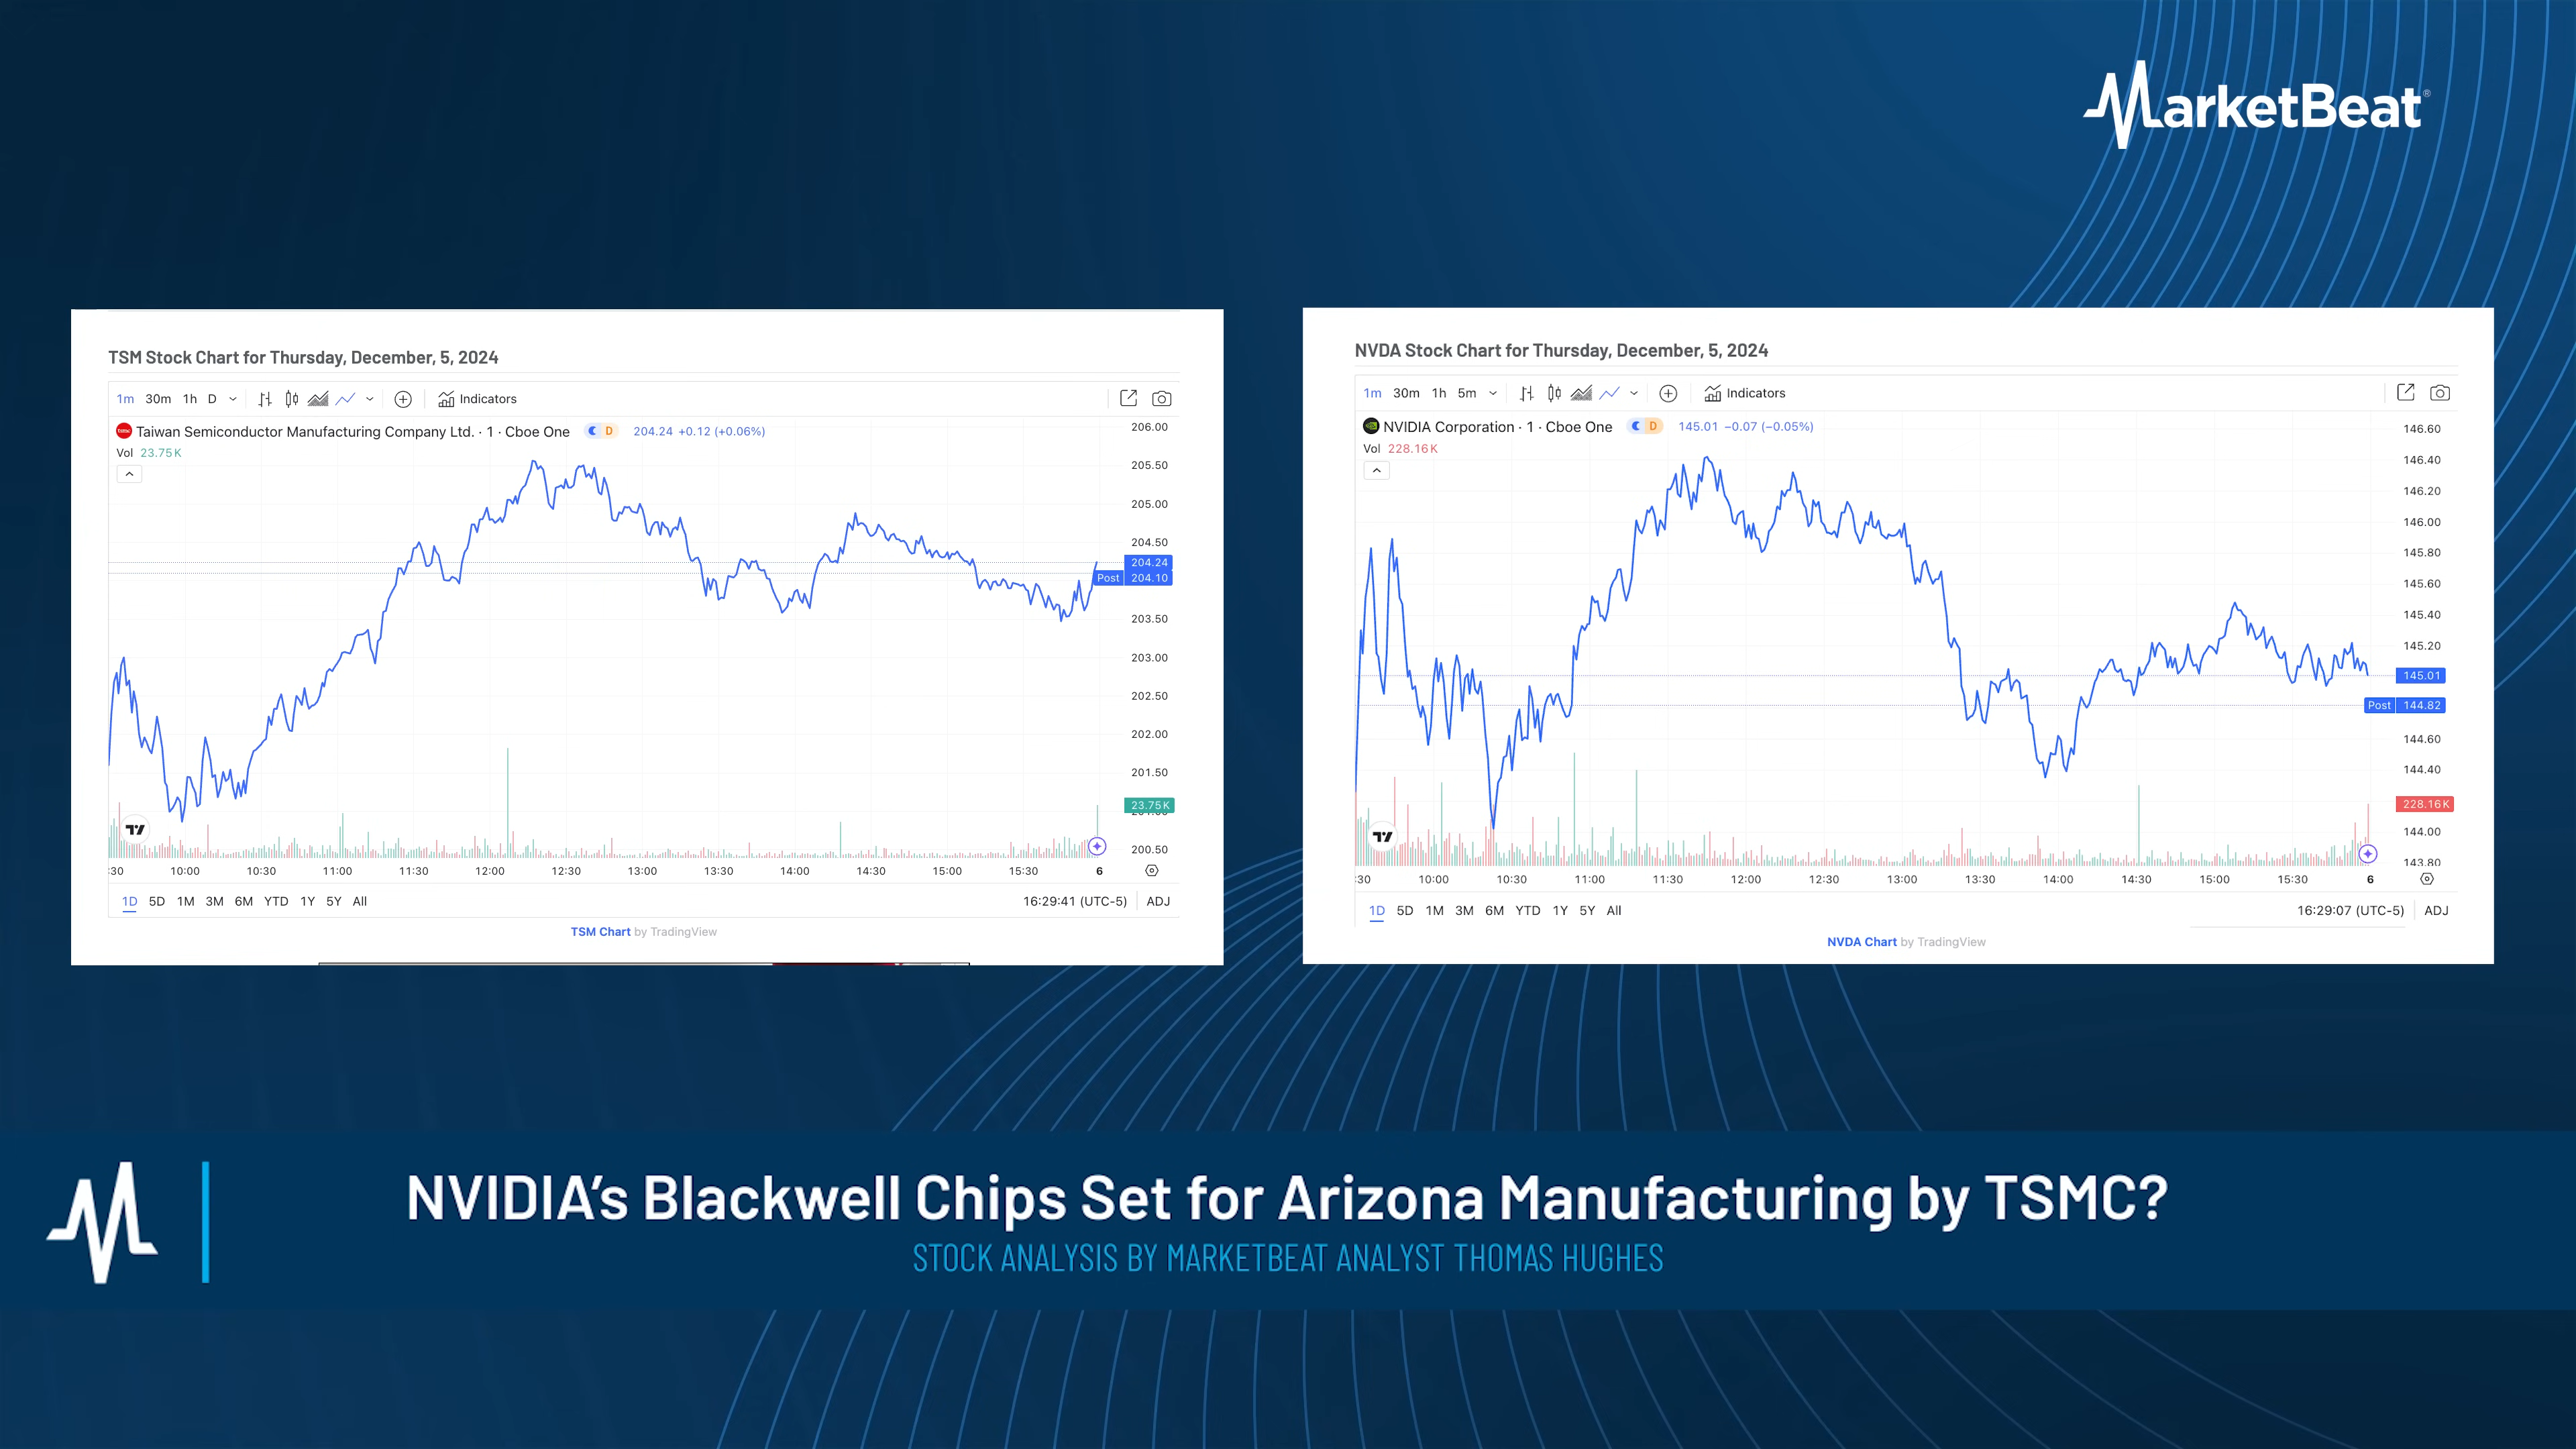 MarketBeat®
TSM Stock Chart for Thursday, December, 5, 2024
1m 30m 1h D Indicators
Taiwan Semiconductor Manufacturing Company Ltd. · 1 · Cboe One D 204.24 +0.12 (+0.06%)
Vol 23.75K
206.00
205.50
205.00
204.50
204.24
Post 204.10
203.50
203.00
202.50
202.00
201.50
23.75K
200.50
:30 10:00 10:30 11:00 11:30 12:00 12:30 13:00 13:30 14:00 14:30 15:00 15:30 6
1D 5D 1M 3M 6M YTD 1Y 5Y All 16:29:41 (UTC-5) ADJ
TSM Chart by TradingView
NVDA Stock Chart for Thursday, December, 5, 2024
1m 30m 1h 5m Indicators
NVIDIA Corporation · 1 · Cboe One D 145.01 −0.07 (−0.05%)
Vol 228.16K
146.60
146.40
146.20
146.00
145.80
145.60
145.40
145.20
145.01
Post 144.82
144.60
144.40
228.16K
144.00
143.80
:30 10:00 10:30 11:00 11:30 12:00 12:30 13:00 13:30 14:00 14:30 15:00 15:30 6
1D 5D 1M 3M 6M YTD 1Y 5Y All 16:29:07 (UTC-5) ADJ
NVDA Chart by TradingView
NVIDIA’s Blackwell Chips Set for Arizona Manufacturing by TSMC?
STOCK ANALYSIS BY MARKETBEAT ANALYST THOMAS HUGHES